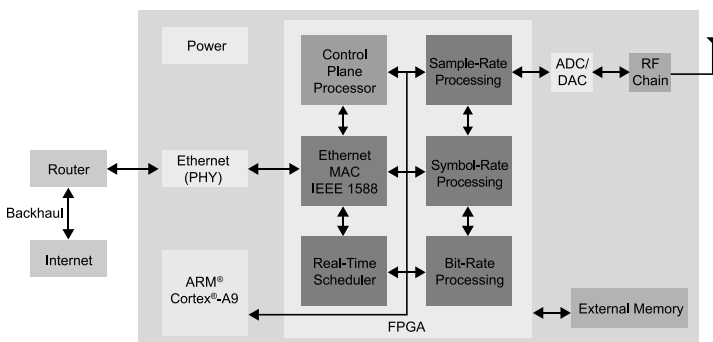 Power
Control
Plane
Processor
Sample-Rate
Processing
ADC/
DAC
RF
Chain
Router
Ethernet
(PHY)
Ethernet
MAC
IEEE 1588
Symbol-Rate
Processing
Backhaul
Internet
ARM®
Cortex®-A9
Real-Time
Scheduler
Bit-Rate
Processing
External Memory
FPGA